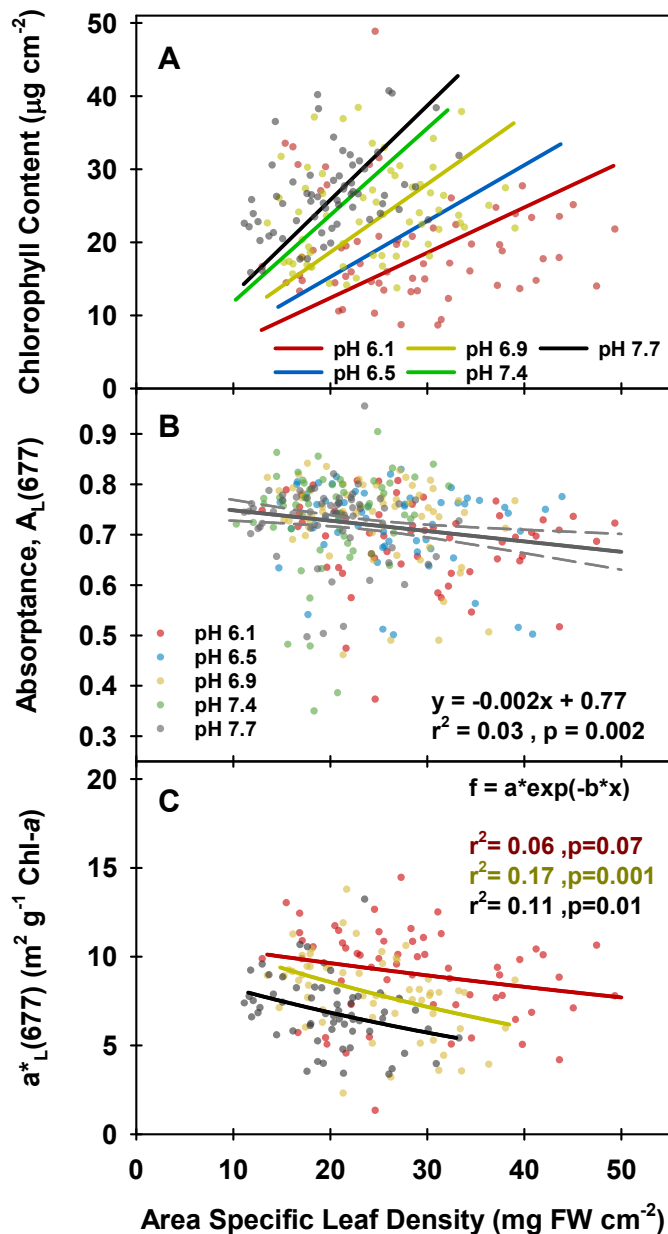 A
50
40
30
20
10
0
Chlorophyll Content (µg cm-2)
pH 6.1 pH 6.9 pH 7.7
pH 6.5 pH 7.4
B
0.9
0.8
0.7
0.6
0.5
0.4
0.3
Absorptance, AL(677)
pH 6.1
pH 6.5
pH 6.9
pH 7.4
pH 7.7
y = -0.002x + 0.77
r2 = 0.03 , p = 0.002
C
20
15
10
5
0
a*L(677) (m2 g-1 Chl-a)
f = a*exp(-b*x)
r2= 0.06 ,p=0.07
r2= 0.17 ,p=0.001
r2= 0.11 ,p=0.01
0 10 20 30 40 50
Area Specific Leaf Density (mg FW cm-2)